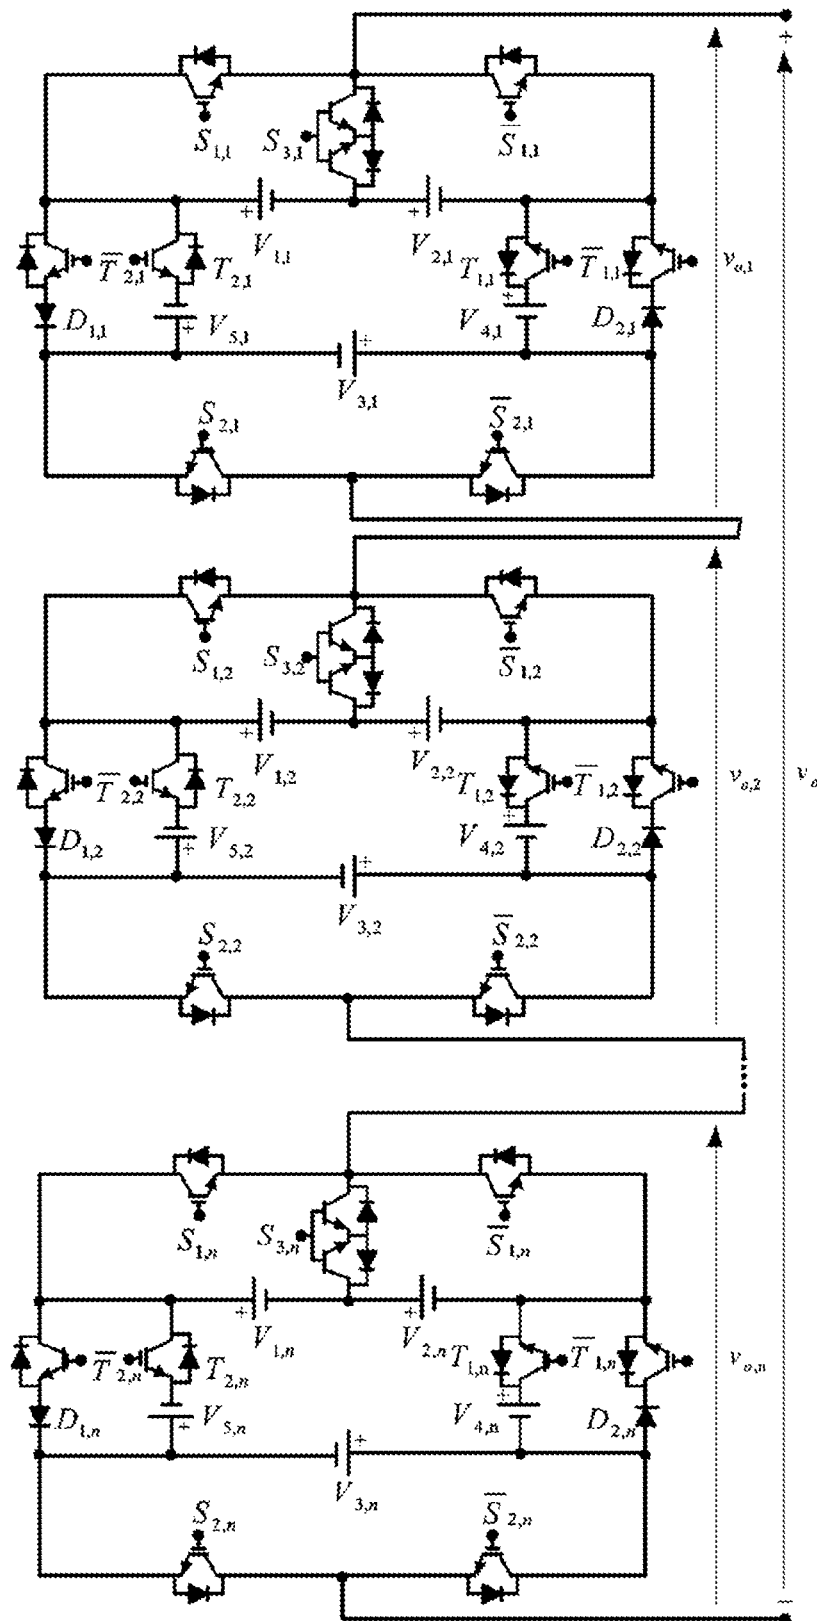 +
S1,1 S3,1 S̅1,1
+ V1,1 + V2,1
T̅2,1 T2,1 T1,1 T̅1,1 vo,1
D1,1 V5,1 + V4,1 + D2,1
V3,1 +
S2,1 S̅2,1
S1,2 S3,2 S̅1,2
+ V1,2 + V2,2
T̅2,2 T2,2 T1,2 T̅1,2 vo,2 vo
D1,2 V5,2 + V4,2 + D2,2
V3,2 +
S2,2 S̅2,2
S1,n S3,n S̅1,n
+ V1,n + V2,n
T̅2,n T2,n T1,n T̅1,n vo,n
D1,n V5,n + V4,n + D2,n
V3,n +
S2,n S̅2,n
−